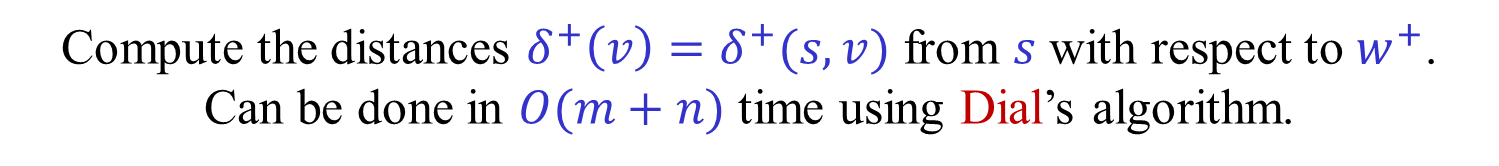 Compute the distances δ⁺(v) = δ⁺(s, v) from s with respect to w⁺.
Can be done in O(m + n) time using Dial’s algorithm.